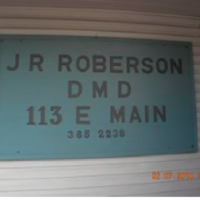 J R ROBERSON
D M D
113 E MAIN
385 2238